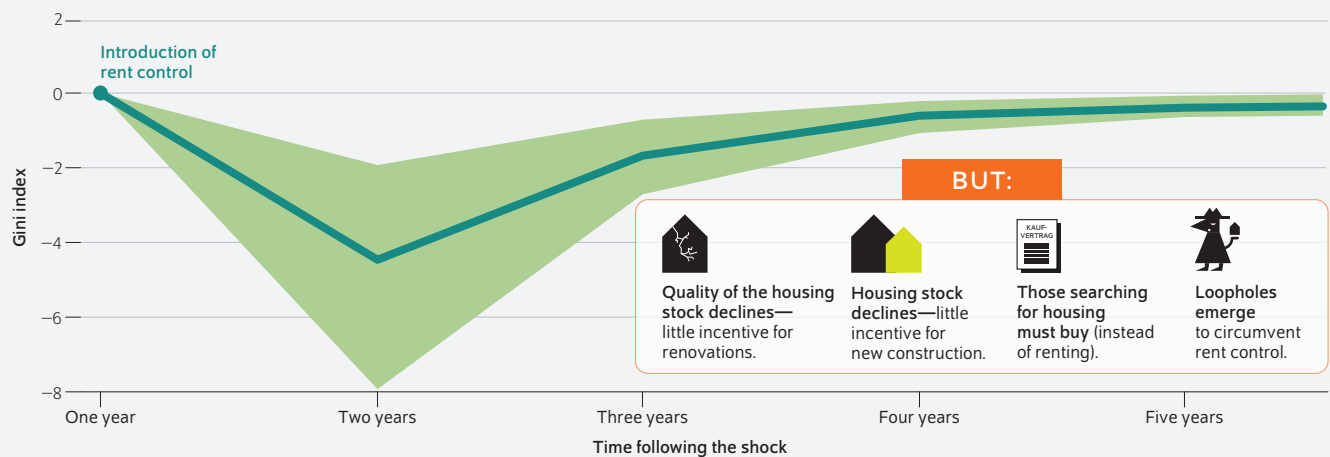 2
Introduction of
rent control
0
−2
−4
−6
−8
Gini index
BUT:
Quality of the housing
stock declines—
little incentive for
renovations.
Housing stock
declines—little
incentive for
new construction.
KAUF-
VERTRAG
Those searching
for housing
must buy (instead
of renting).
Loopholes
emerge
to circumvent
rent control.
One year
Two years
Three years
Four years
Five years
Time following the shock